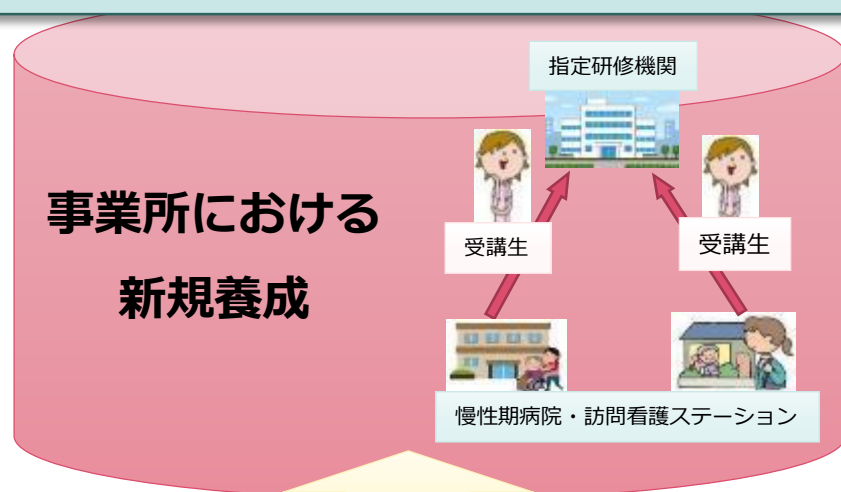 指定研修機関
事業所における
新規養成
受講生
受講生
慢性期病院・訪問看護ステーション